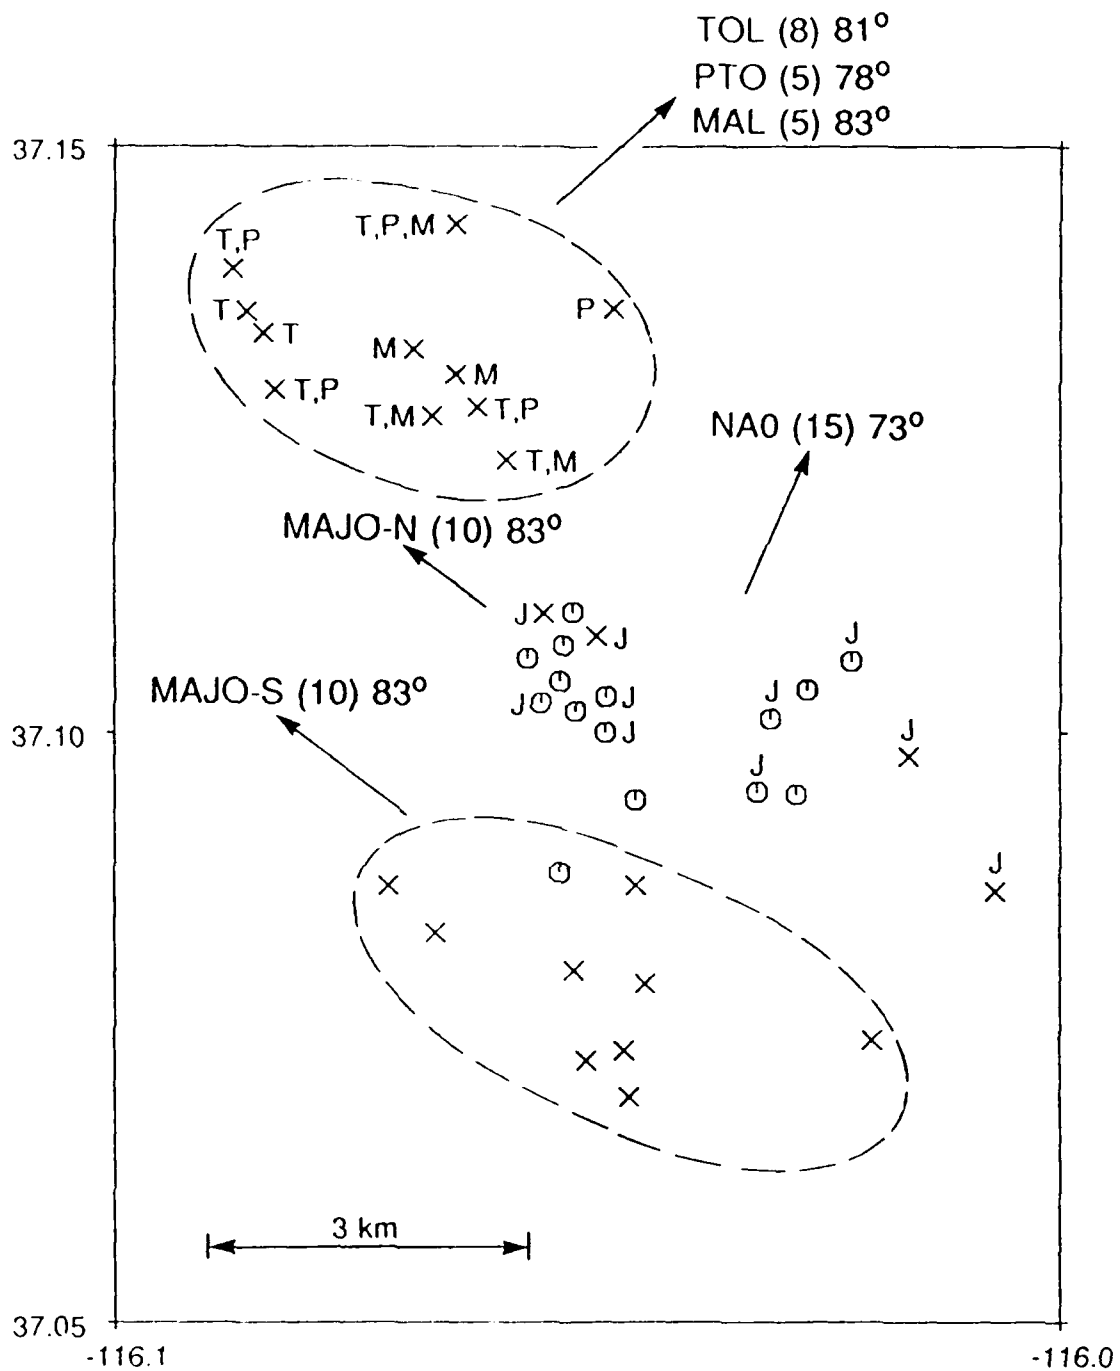 TOL (8) 81°
PTO (5) 78°
MAL (5) 83°
37.15
T,P,M
T,P
T
P
T
M
M
T,P
T,M
T,P
T,M
NA0 (15) 73°
MAJO-N (10) 83°
J
J
J
MAJO-S (10) 83°
J
J
J
J
37.10
J
J
J
3 km
37.05
-116.1
-116.0